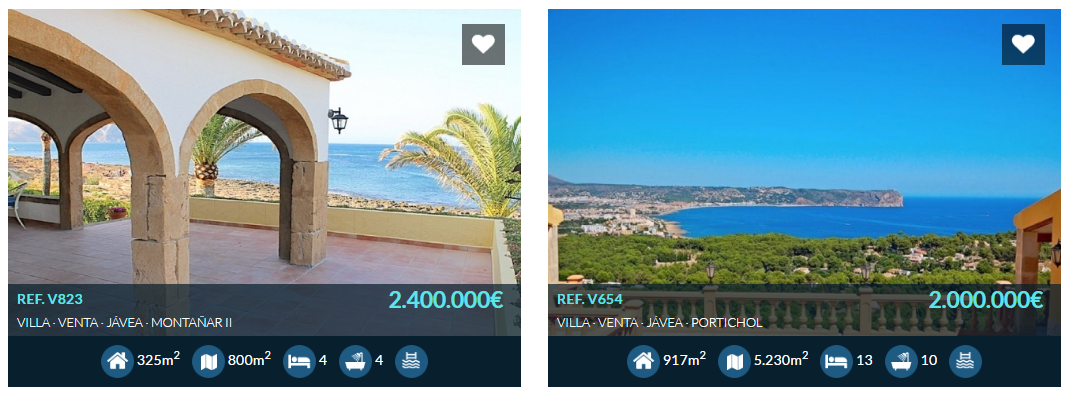 REF. V823
2.400.000€
VILLA · VENTA · JÁVEA · MONTAÑAR II
325m² 800m² 4 4
REF. V654
2.000.000€
VILLA · VENTA · JÁVEA · PORTICHOL
917m² 5.230m² 13 10